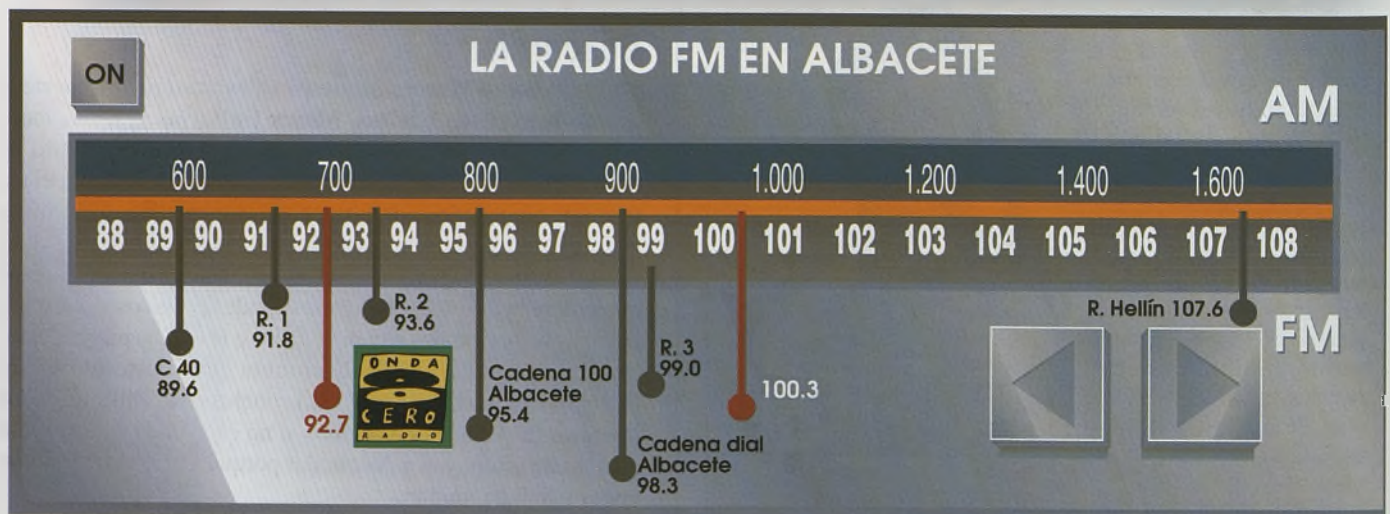 ON
LA RADIO FM EN ALBACETE
AM
600 700 800 900 1.000 1.200 1.400 1.600
88 89 90 91 92 93 94 95 96 97 98 99 100 101 102 103 104 105 106 107 108
C 40
89.6
R. 1
91.8
92.7
R. 2
93.6
ONDA
CERO
RADIO
Cadena 100
Albacete
95.4
Cadena dial
Albacete
98.3
R. 3
99.0
100.3
R. Hellín 107.6
FM